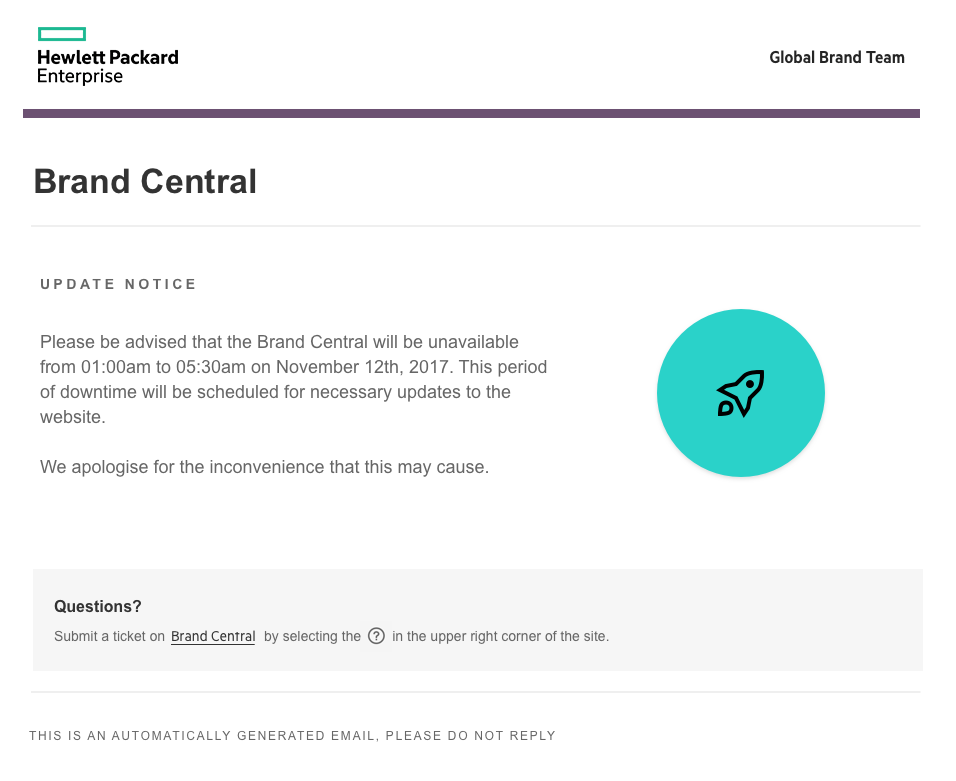 Hewlett Packard
Enterprise
Global Brand Team
Brand Central
UPDATE NOTICE
Please be advised that the Brand Central will be unavailable
from 01:00am to 05:30am on November 12th, 2017. This period
of downtime will be scheduled for necessary updates to the
website.
We apologise for the inconvenience that this may cause.
Questions?
Submit a ticket on Brand Central by selecting the ? in the upper right corner of the site.
THIS IS AN AUTOMATICALLY GENERATED EMAIL, PLEASE DO NOT REPLY